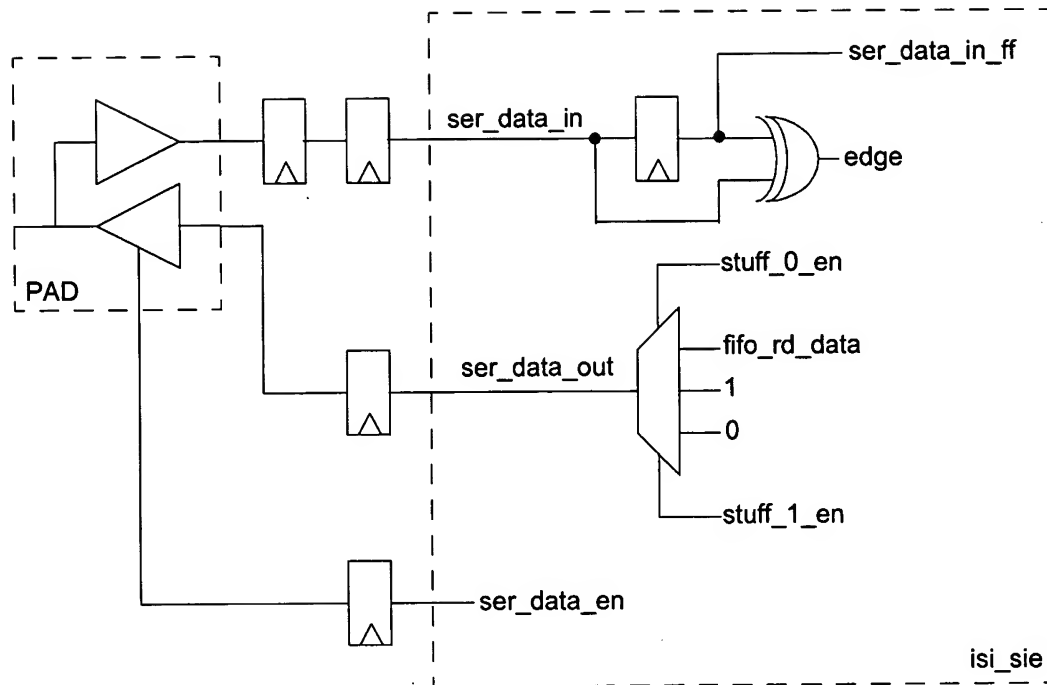 ser_data_in_ff
ser_data_in
edge
stuff_0_en
PAD
fifo_rd_data
ser_data_out
1
0
stuff_1_en
ser_data_en
isi_sie